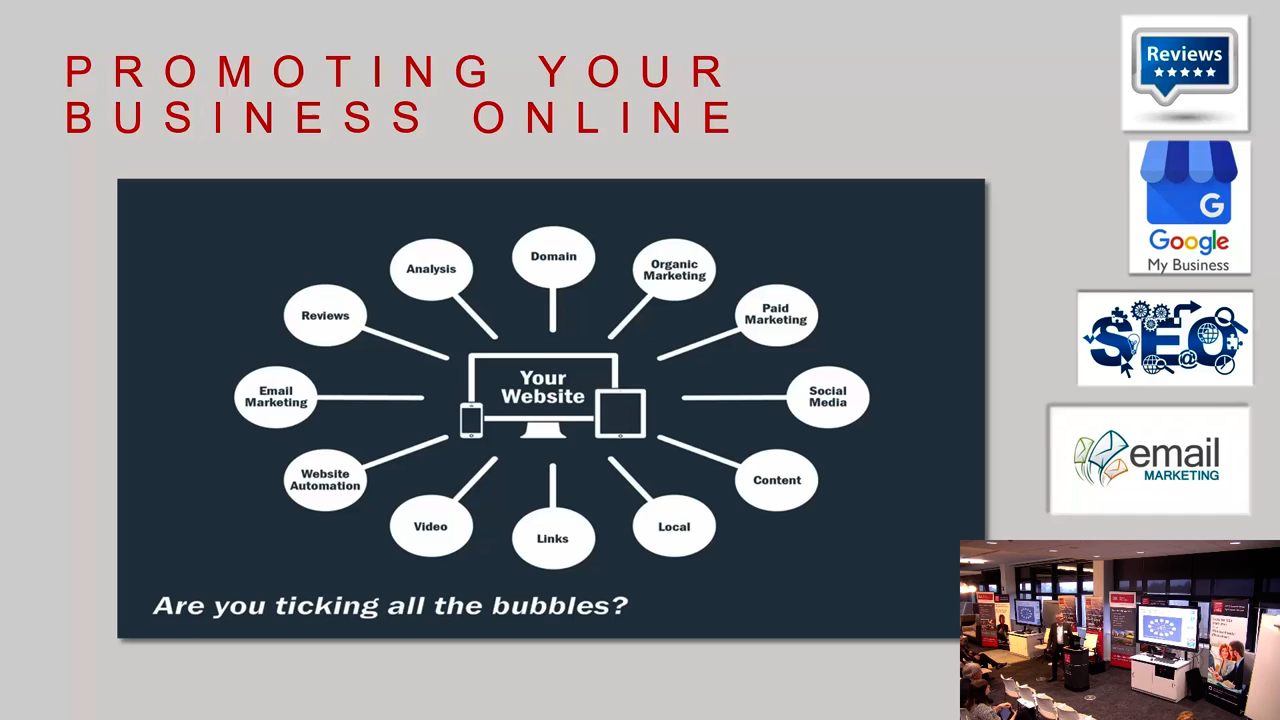 PROMOTING YOUR
BUSINESS ONLINE
Reviews
Google
My Business
SEO
email
MARKETING
Domain
Analysis
Organic
Marketing
Reviews
Paid
Marketing
Email
Marketing
Your
Website
Social
Media
Website
Automation
Content
Video
Links
Local
Are you ticking all the bubbles?